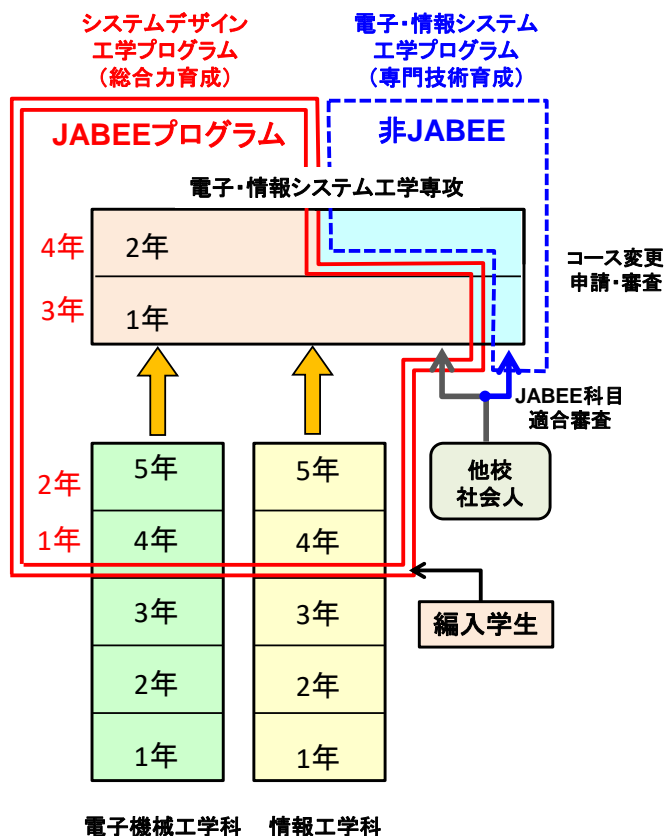 システムデザイン
工学プログラム
（総合力育成）
電子・情報システム
工学プログラム
（専門技術育成）
JABEEプログラム
非JABEE
電子・情報システム工学専攻
4年
2年
3年
1年
コース変更
申請・審査
JABEE科目
適合審査
他校
社会人
2年
5年
5年
1年
4年
4年
3年
3年
編入学生
2年
2年
1年
1年
電子機械工学科
情報工学科